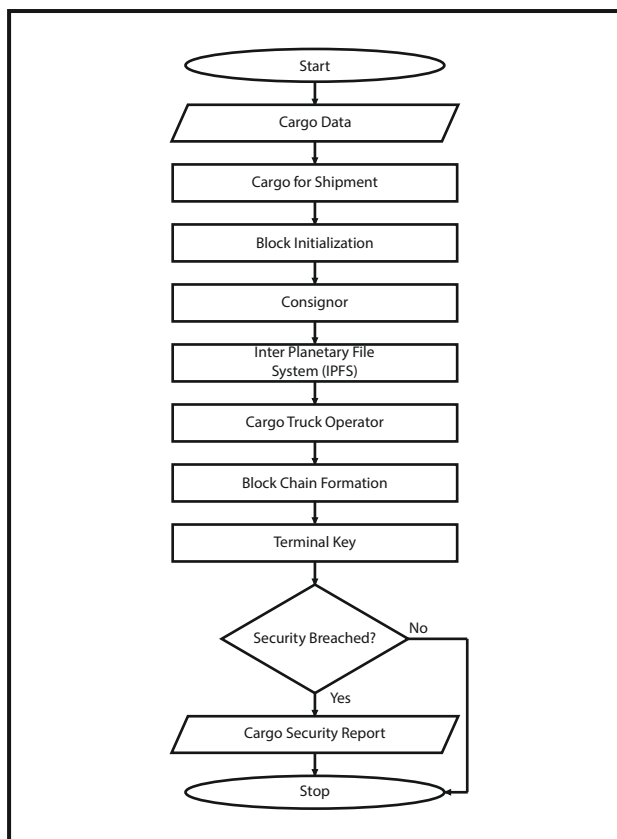 Start
Cargo Data
Cargo for Shipment
Block Initialization
Consignor
Inter Planetary File
System (IPFS)
Cargo Truck Operator
Block Chain Formation
Terminal Key
Security Breached?
No
Yes
Cargo Security Report
Stop